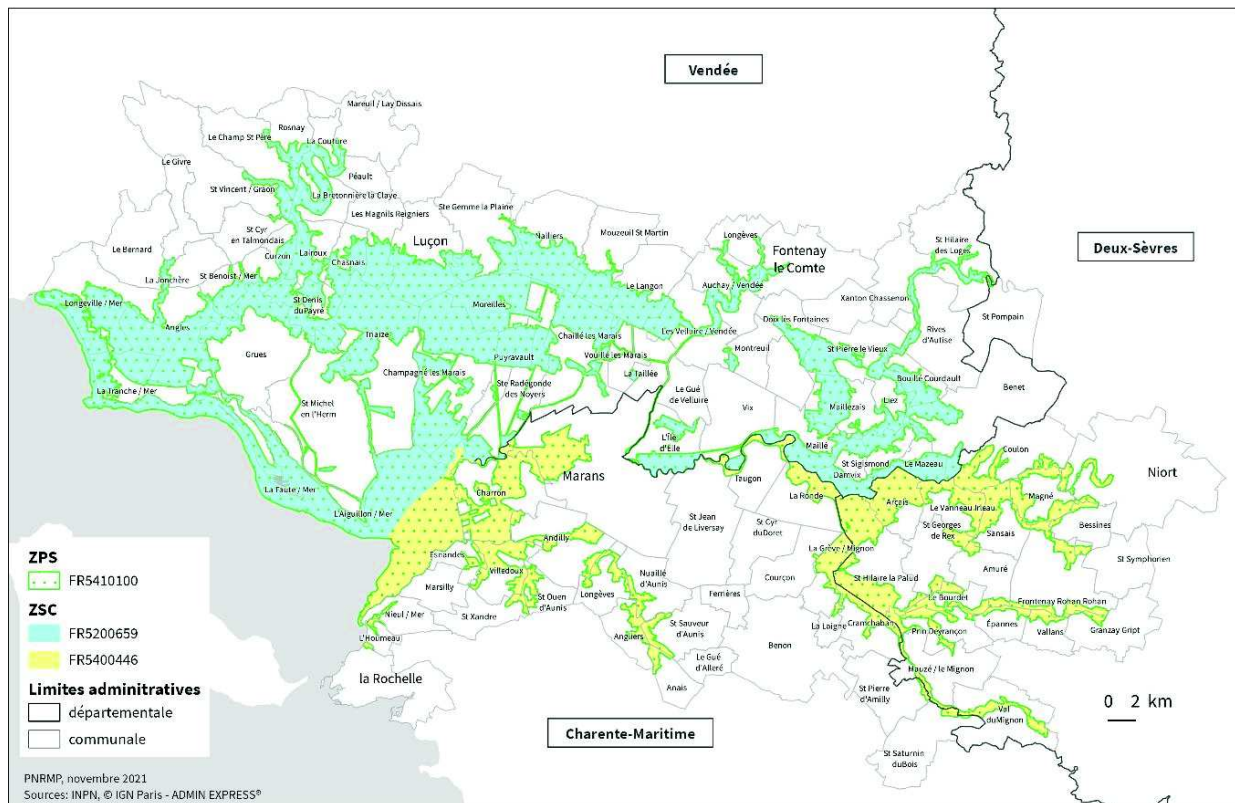 Vendée
Deux-Sèvres
Charente-Maritime
Mareuil / Lay Dissais
Rosnay
Le Champ St Père
La Couture
Le Givre
Péault
St Vincent / Graon
La Bretonnière la Claye
Les Magnils Reigniers
Ste Gemme la Plaine
St Cyr
en Talmondais
Luçon
Nalliers
Mouzeuil St Martin
Longèves
Fontenay
le Comte
St Hilaire
des Loges
Le Bernard
Curzon
Lairoux
Chasnais
La Jonchère
St Benoist / Mer
Le Langon
Auchay / Vendée
Xanton Chassenon
Longeville / Mer
St Denis
du Payré
Moreilles
Doix lès Fontaines
St Pompain
Angles
Triaize
Chaillé les Marais
Les Velluire / Vendée
Rives
d'Autise
Grues
Vouillé les Marais
Montreuil
St Pierre le Vieux
Puyravault
La Taillée
Bouillé Courdault
Benet
Champagné les Marais
Ste Radégonde
des Noyers
Le Gué
de Velluire
Vix
Liez
Maillezais
La Tranche / Mer
St Michel
en l'Herm
L'Île
d'Elle
Maillé
St Sigismond
Le Mazeau
Coulon
Damvix
Niort
La Faute / Mer
Marans
Taugon
L'Aiguillon / Mer
Charron
La Ronde
Arçais
Magné
Le Vanneau Irleau
St Jean
de Liversay
St Cyr
du Doret
St Georges
de Rex
Sansais
Bessines
Andilly
La Grève / Mignon
St Symphorien
Esnandes
Villedoux
Nuaillé
d'Aunis
Courçon
St Hilaire la Palud
Amuré
Marsilly
St Ouen
d'Aunis
Longèves
Ferrières
Le Bourdet
Frontenay Rohan Rohan
Nieul / Mer
St Xandre
St Sauveur
d'Aunis
La Laigne
Cramchaban
Prin Deyrançon
Épannes
Vallans
Granzay Gript
L'Houmeau
Angliers
Benon
Le Gué
d'Alleré
la Rochelle
Anais
Mauzé / le Mignon
St Pierre
d'Amilly
Val
du Mignon
St Saturnin
du Bois
0 2 km
ZPS
FR5410100
ZSC
FR5200659
FR5400446
Limites adminitratives
départementale
communale
PNRMP, novembre 2021
Sources: INPN, © IGN Paris - ADMIN EXPRESS®